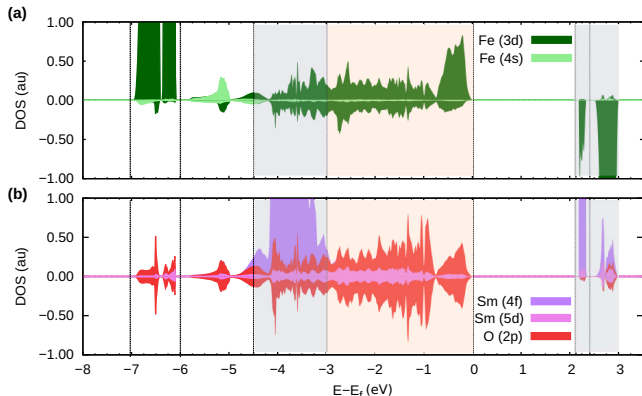 (a)
1.00
0.50
0.00
−0.50
−1.00
DOS (au)
Fe (3d)
Fe (4s)
(b)
1.00
0.50
0.00
−0.50
−1.00
DOS (au)
Sm (4f)
Sm (5d)
O (2p)
−8 −7 −6 −5 −4 −3 −2 −1 0 1 2 3
E−Ef (eV)